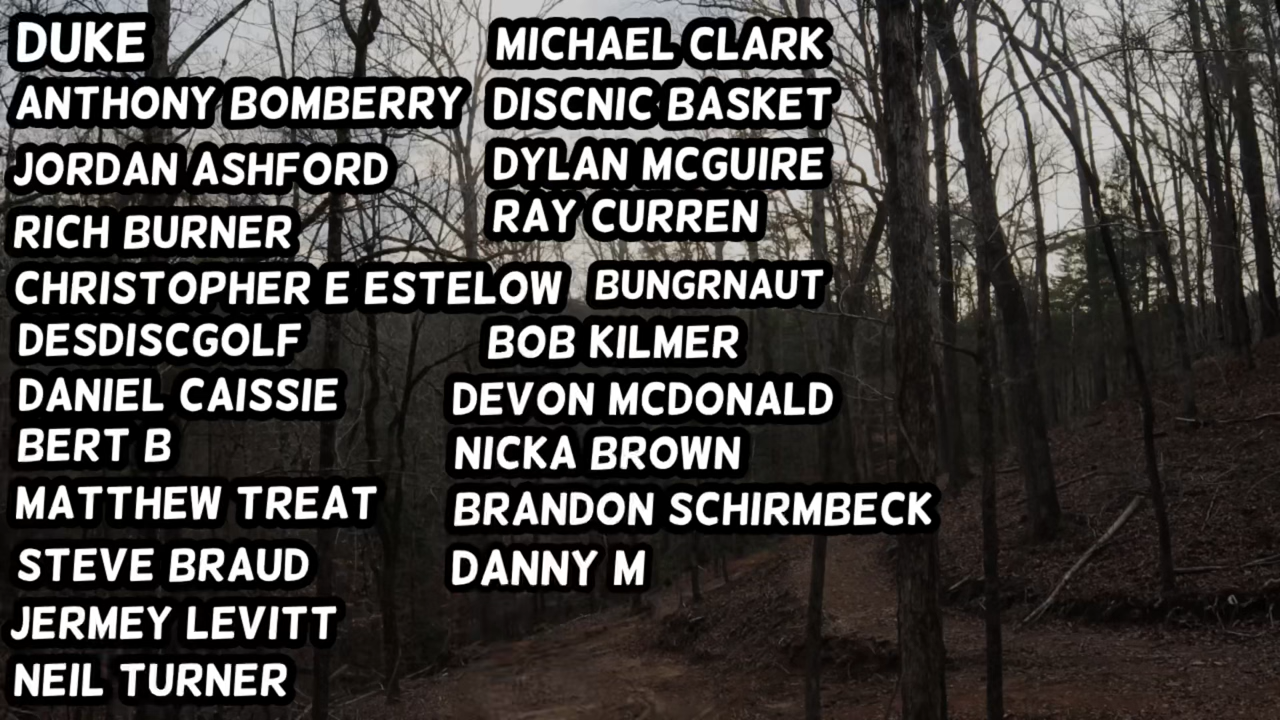 DUKE
ANTHONY BOMBERRY
JORDAN ASHFORD
RICH BURNER
CHRISTOPHER E ESTELOW
DESDISCGOLF
DANIEL CAISSIE
BERT B
MATTHEW TREAT
STEVE BRAUD
JERMEY LEVITT
NEIL TURNER
MICHAEL CLARK
DISCNIC BASKET
DYLAN MCGUIRE
RAY CURREN
BUNGRNAUT
BOB KILMER
DEVON MCDONALD
NICKA BROWN
BRANDON SCHIRMBECK
DANNY M